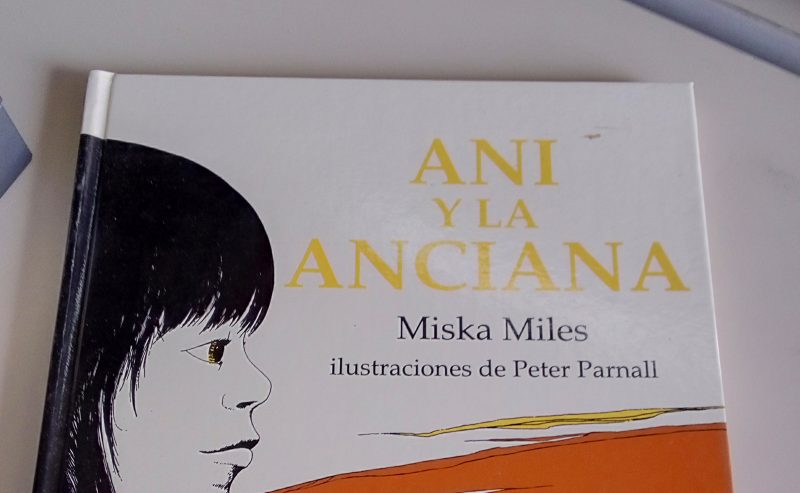 ANI
Y LA
ANCIANA
Miska Miles
ilustraciones de Peter Parnall